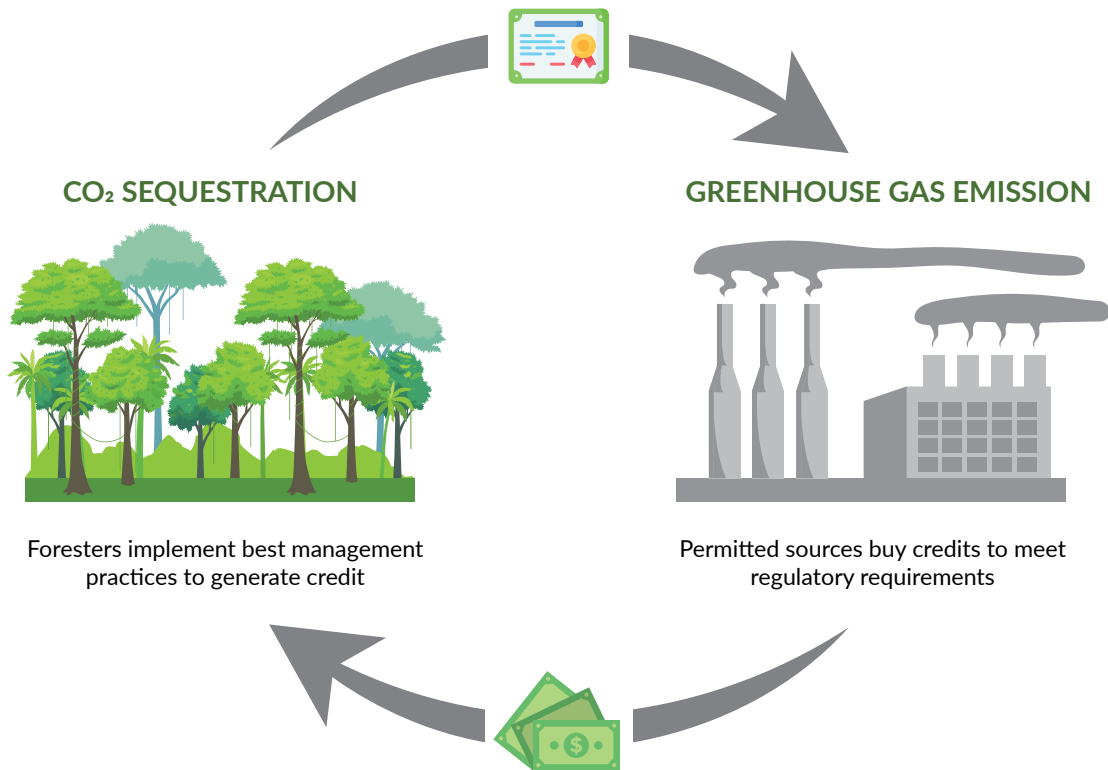 CO₂ SEQUESTRATION
GREENHOUSE GAS EMISSION
Foresters implement best management
practices to generate credit
Permitted sources buy credits to meet
regulatory requirements
$